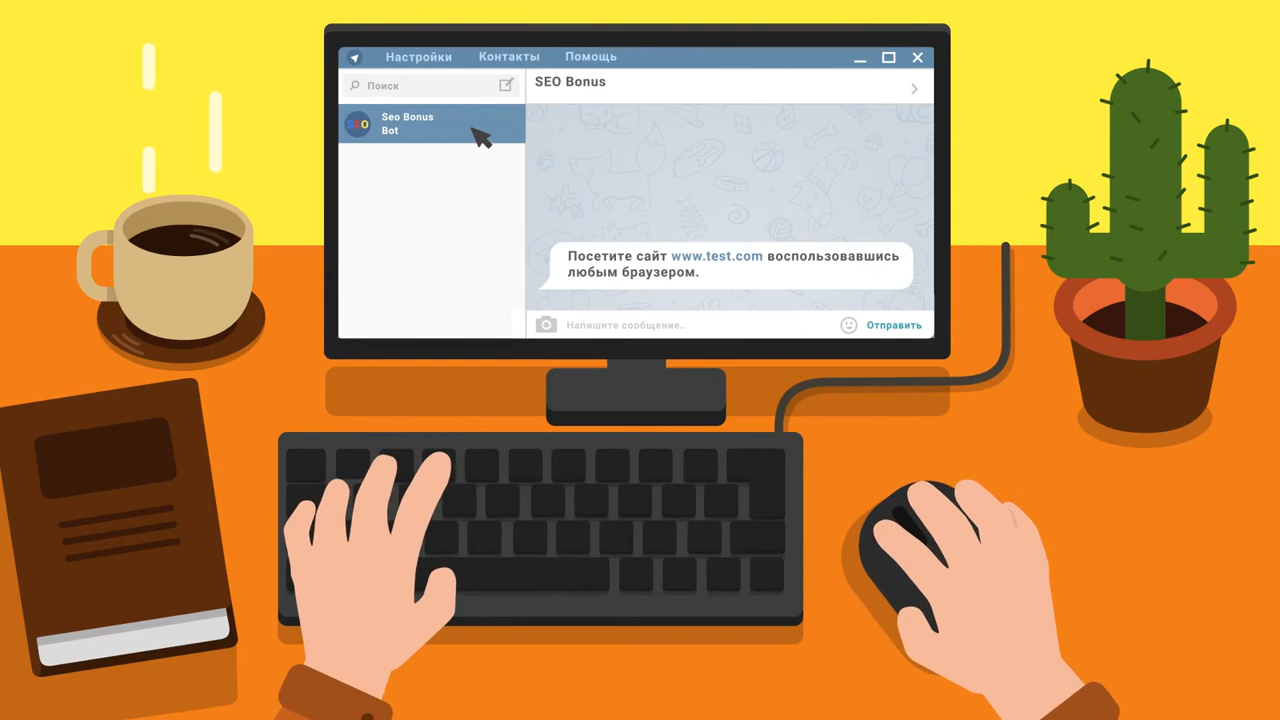 Настройки Контакты Помощь
Поиск
SEO Bonus
SEO
Seo Bonus
Bot
Посетите сайт www.test.com воспользовавшись
любым браузером.
Напишите сообщение..
Отправить